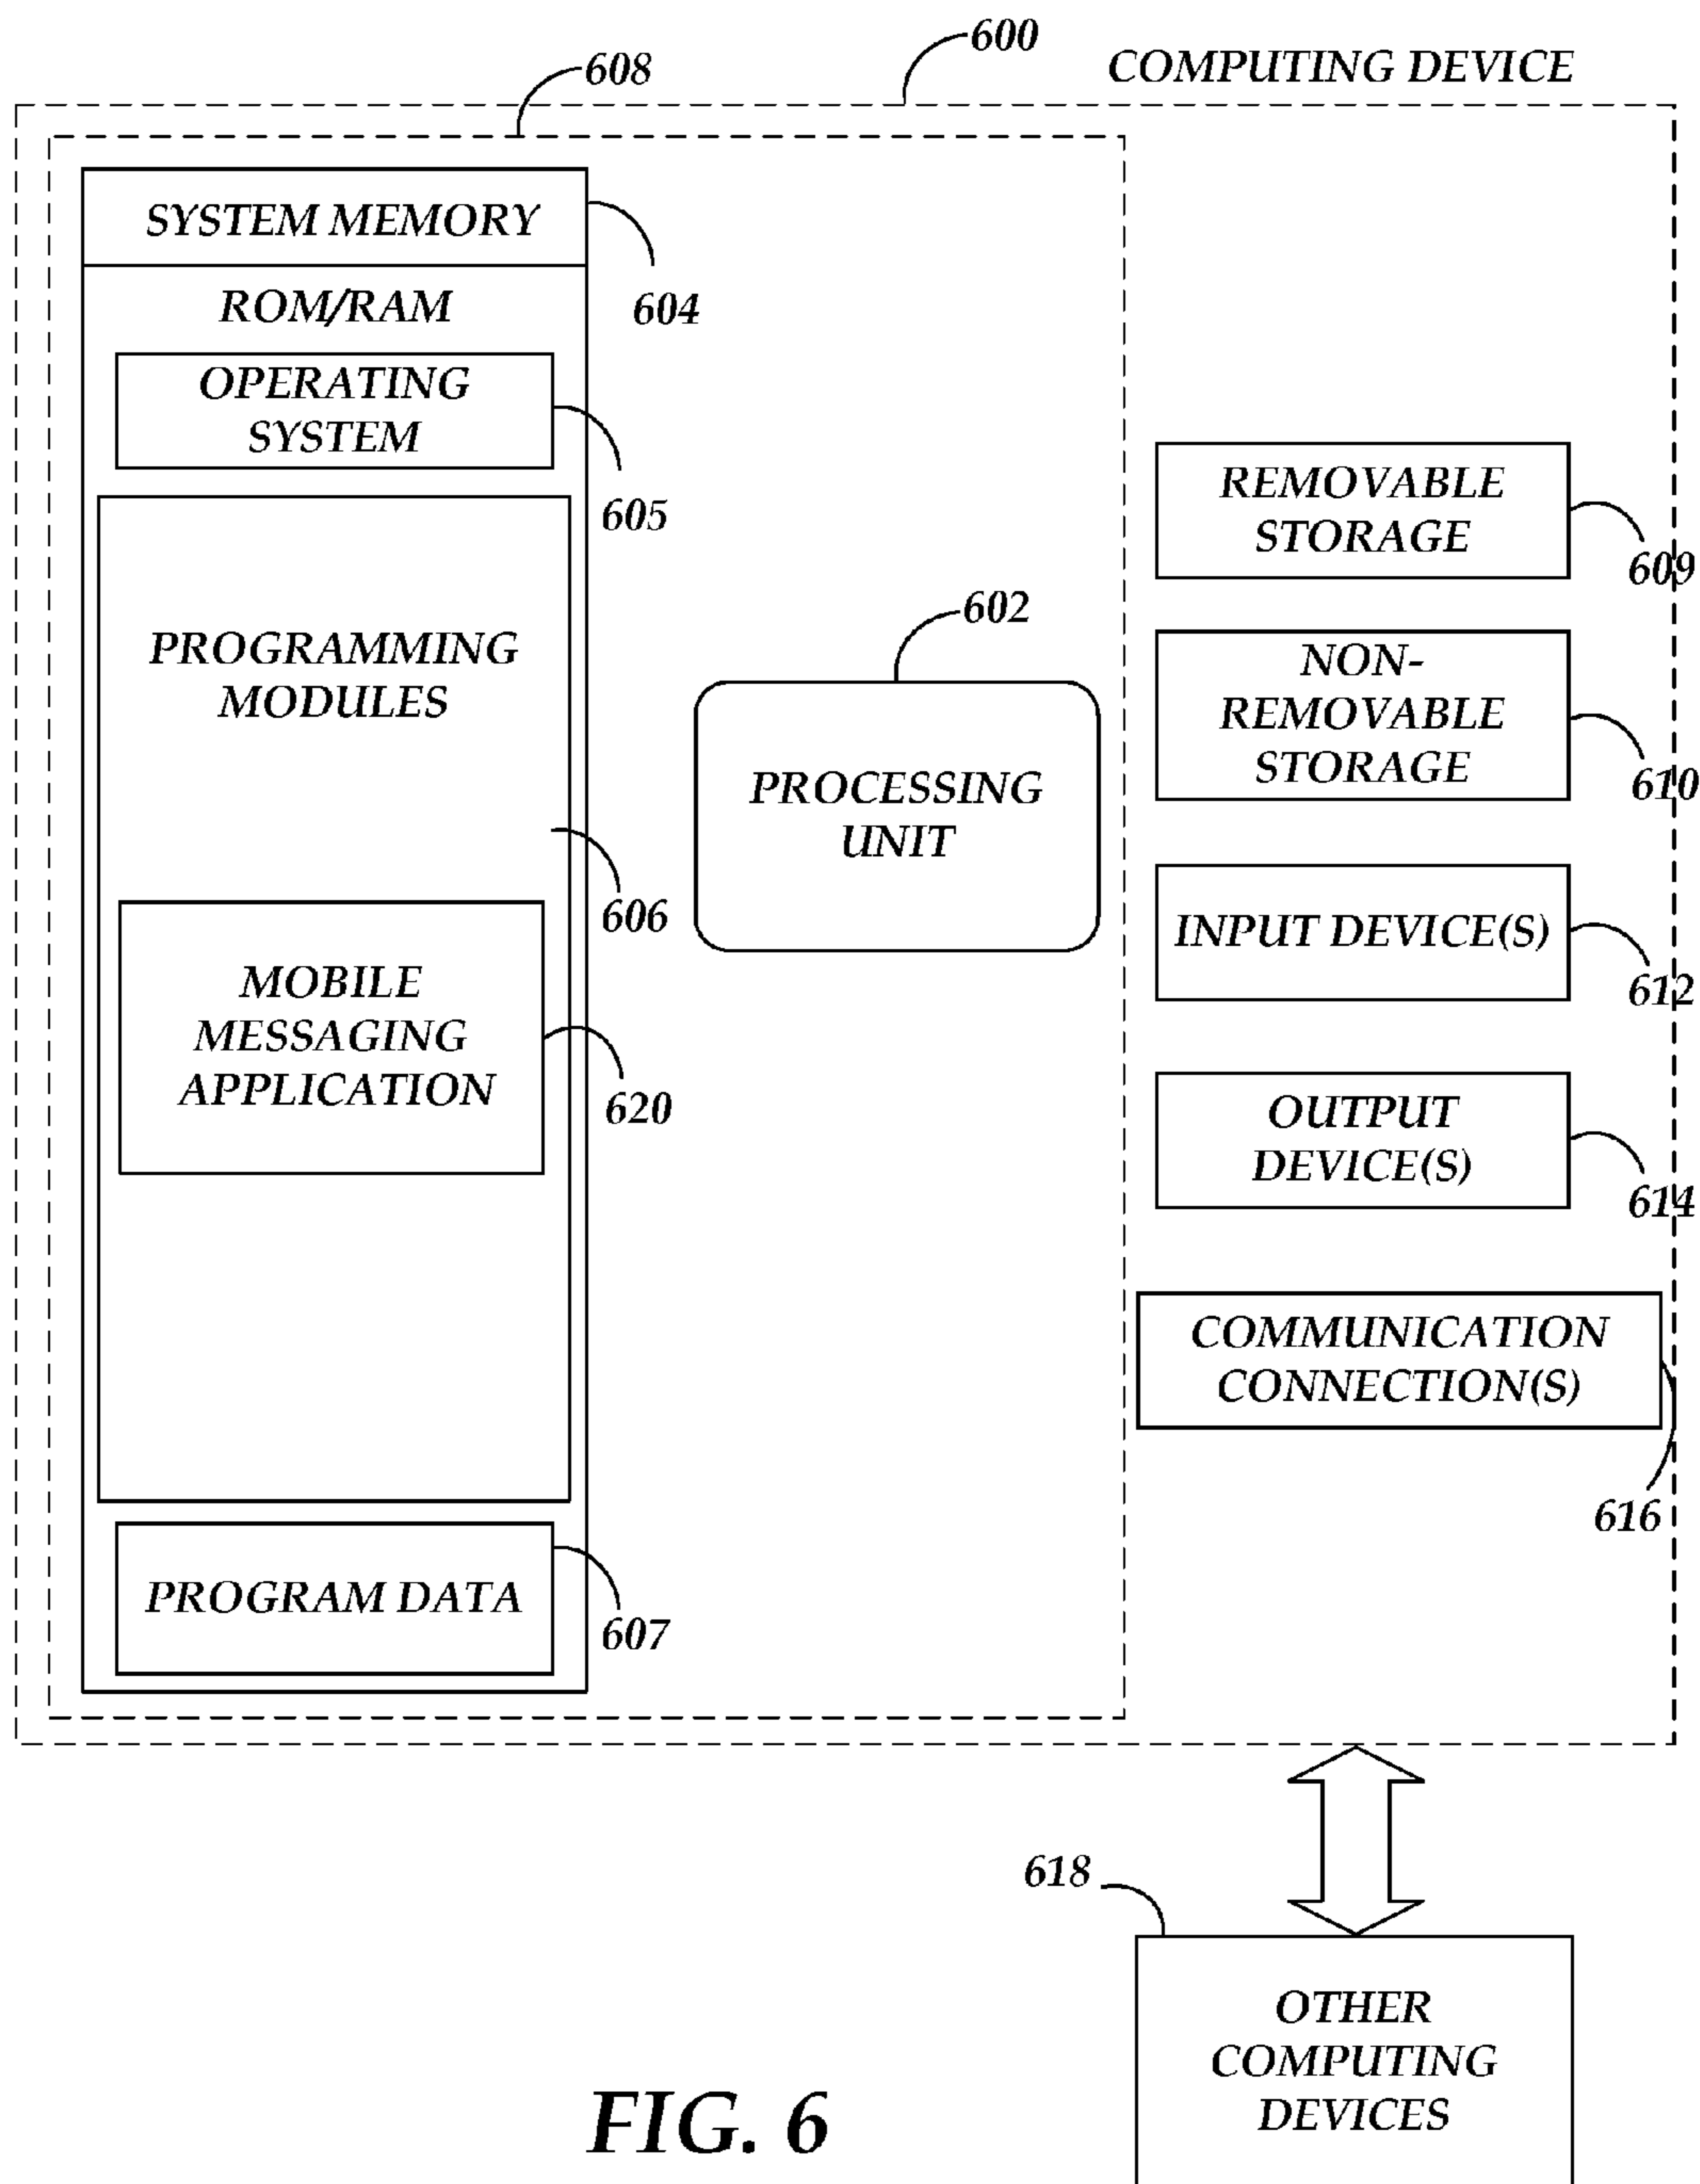 600
COMPUTING DEVICE
608
SYSTEM MEMORY
604
ROM/RAM
OPERATING
SYSTEM
605
PROGRAMMING
MODULES
606
MOBILE
MESSAGING
APPLICATION
620
PROGRAM DATA
607
602
PROCESSING
UNIT
REMOVABLE
STORAGE
609
NON-
REMOVABLE
STORAGE
610
INPUT DEVICE(S)
612
OUTPUT
DEVICE(S)
614
COMMUNICATION
CONNECTION(S)
616
618
OTHER
COMPUTING
DEVICES
FIG. 6